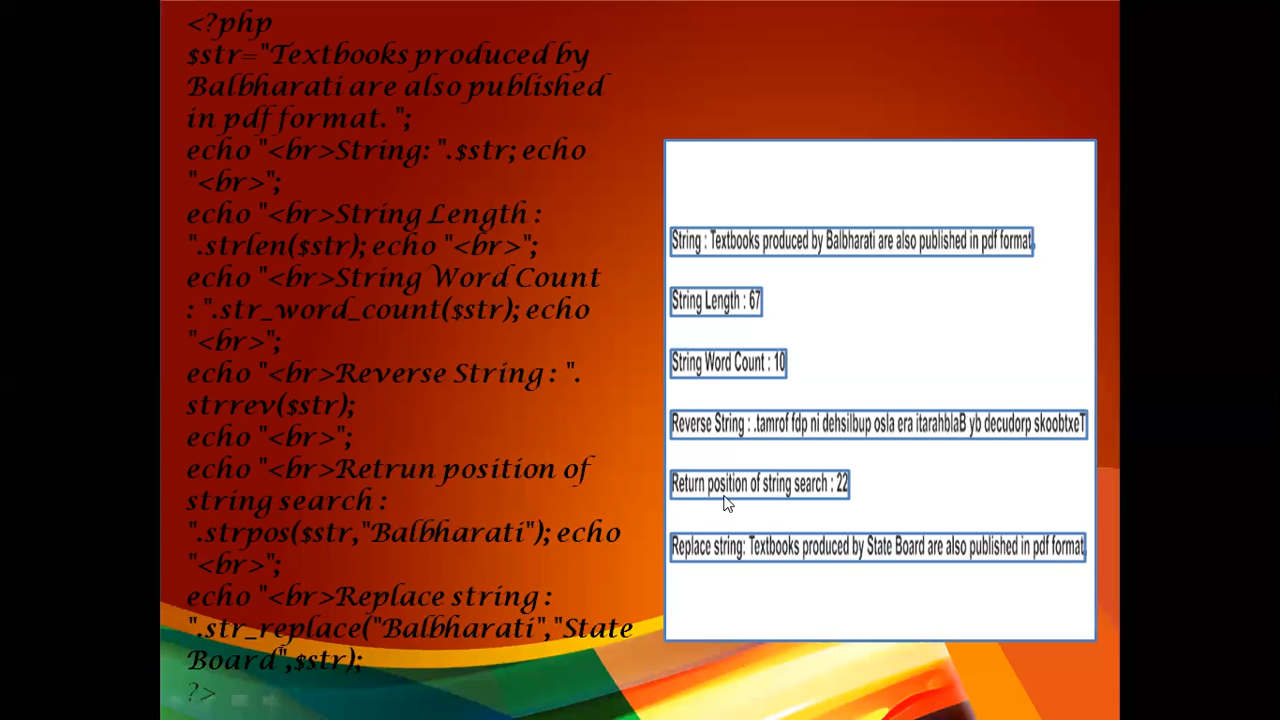 <?php
$str="Textbooks produced by
Balbharati are also published
in pdf format. ";
echo "<br>String: ".$str; echo
"<br>";
echo "<br>String Length :
".strlen($str); echo "<br>";
echo "<br>String Word Count
: ".str_word_count($str); echo
"<br>";
echo "<br>Reverse String : ".
strrev($str);
echo "<br>";
echo "<br>Retrun position of
string search :
".strpos($str,"Balbharati"); echo
"<br>";
echo "<br>Replace string :
".str_replace("Balbharati","State
Board",$str);
?>
String : Textbooks produced by Balbharati are also published in pdf format.
String Length : 67
String Word Count : 10
Reverse String : .tamrof fdp ni dehsilbup osla era itarahblaB yb decudorp skoobtxeT
Return position of string search : 22
Replace string: Textbooks produced by State Board are also published in pdf format.